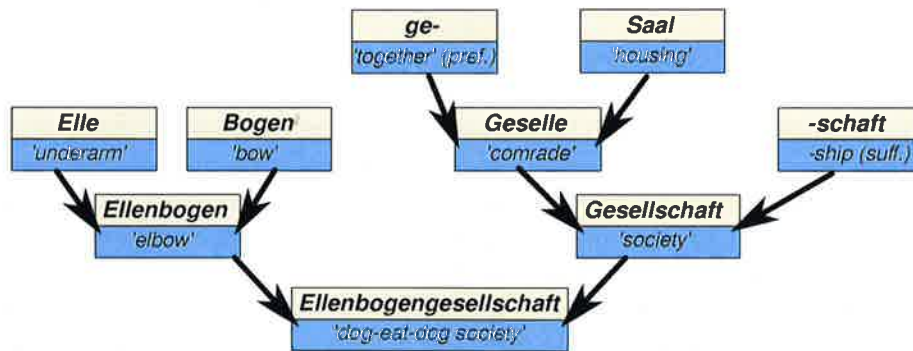 ge-
'together' (pref.)
Saal
'housing'
Elle
'underarm'
Bogen
'bow'
Geselle
'comrade'
-schaft
-ship (suff.)
Ellenbogen
'elbow'
Gesellschaft
'society'
Ellenbogengesellschaft
'dog-eat-dog society'